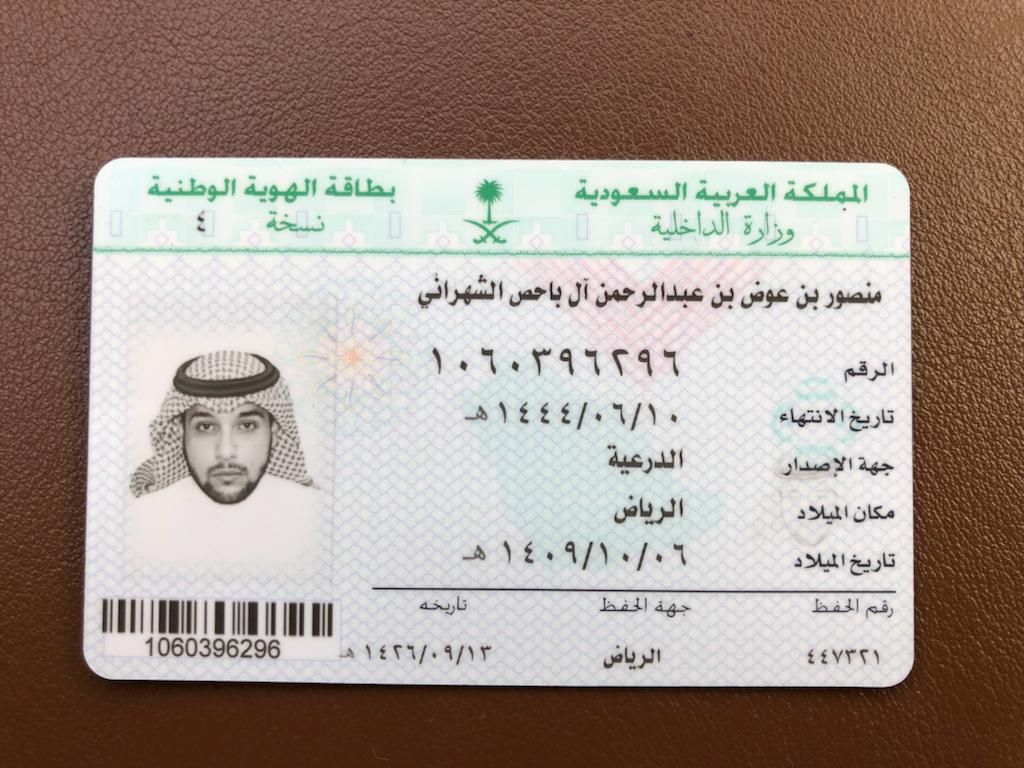 المملكة العربية السعودية
وزارة الداخلية
بطاقة الهوية الوطنية
نسخة ٤
منصور بن عوض بن عبدالرحمن آل باحص الشهراني
الرقم ١٠٦٠٣٩٦٢٩٦
تاريخ الانتهاء ١٤٤٤/٠٦/١٠ هـ
جهة الإصدار الدرعية
مكان الميلاد الرياض
تاريخ الميلاد ١٤٠٩/١٠/٠٦ هـ
رقم الحفظ جهة الحفظ تاريخه
٤٤٧٣٢١ الرياض ١٤٢٦/٠٩/١٣ هـ
1060396296